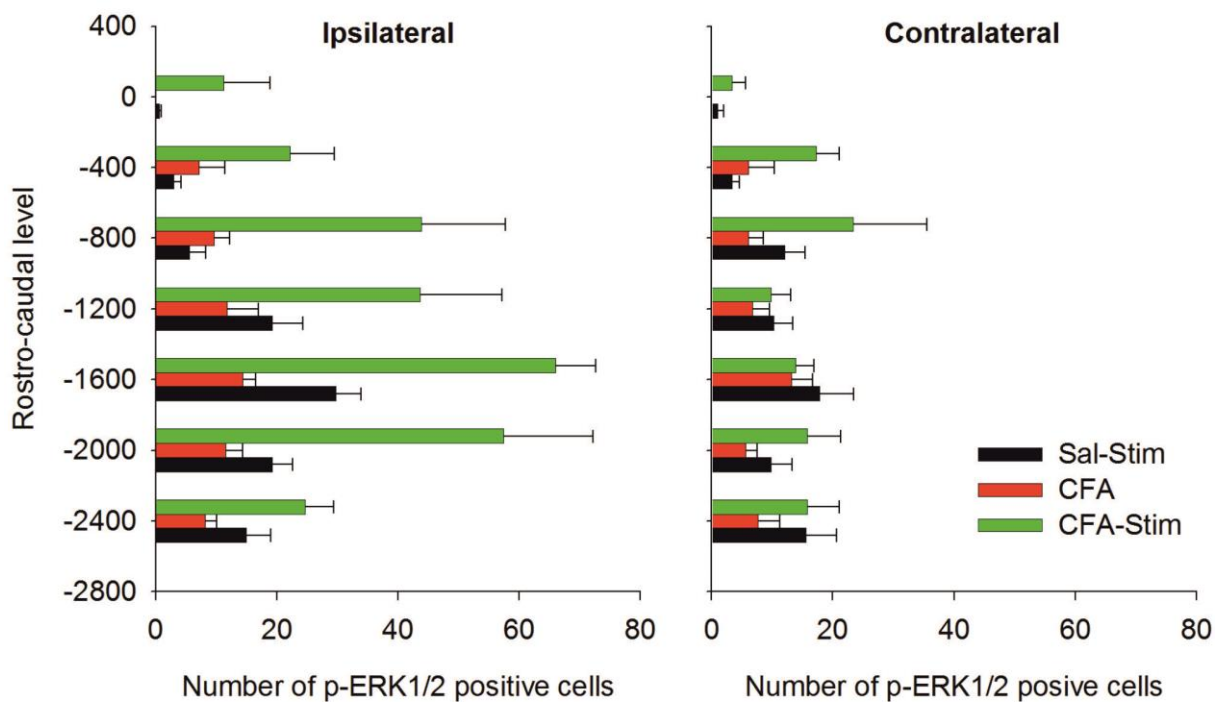 Ipsilateral
Contralateral
Rostro-caudal level
400
0
-400
-800
-1200
-1600
-2000
-2400
-2800
0 20 40 60 80
0 20 40 60 80
Number of p-ERK1/2 positive cells
Number of p-ERK1/2 posive cells
Sal-Stim
CFA
CFA-Stim